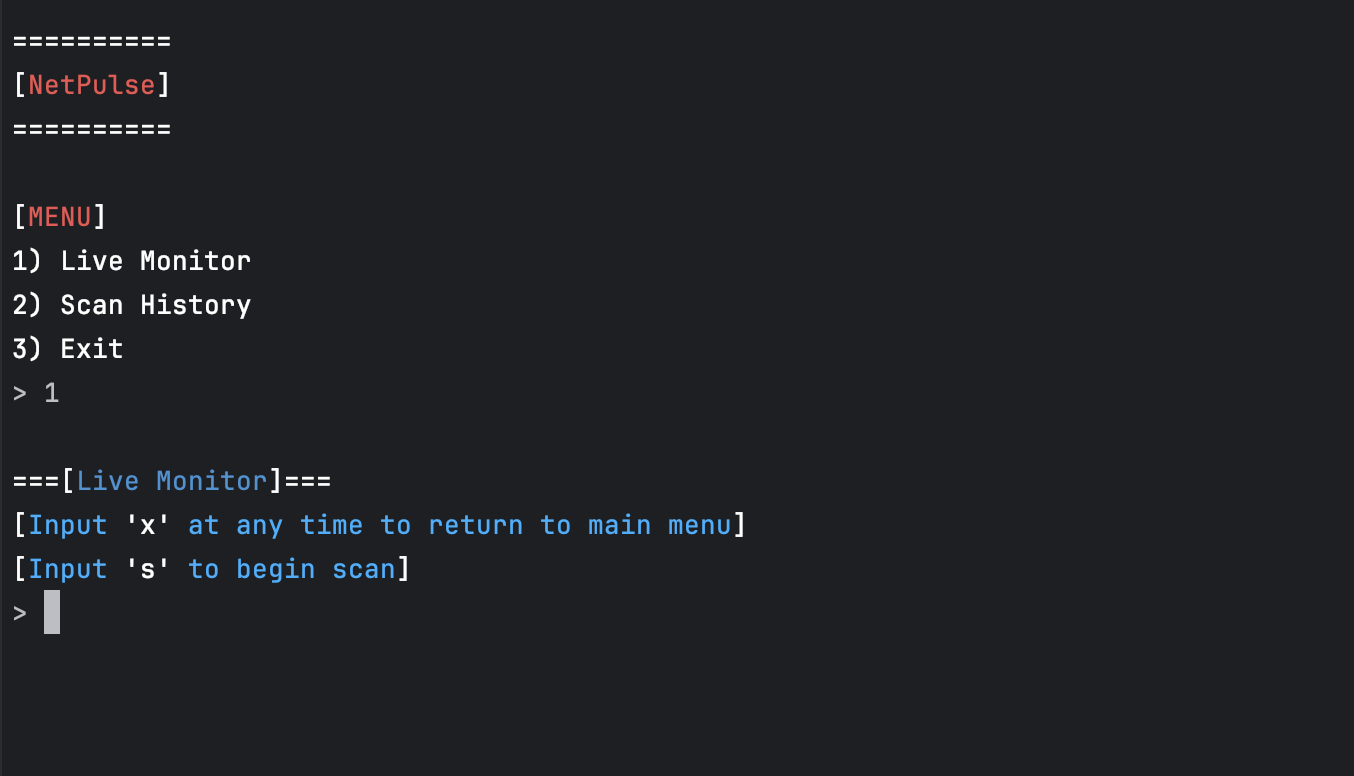 ==========
[NetPulse]
==========
[MENU]
1) Live Monitor
2) Scan History
3) Exit
> 1
===[Live Monitor]===
[Input 'x' at any time to return to main menu]
[Input 's' to begin scan]
>